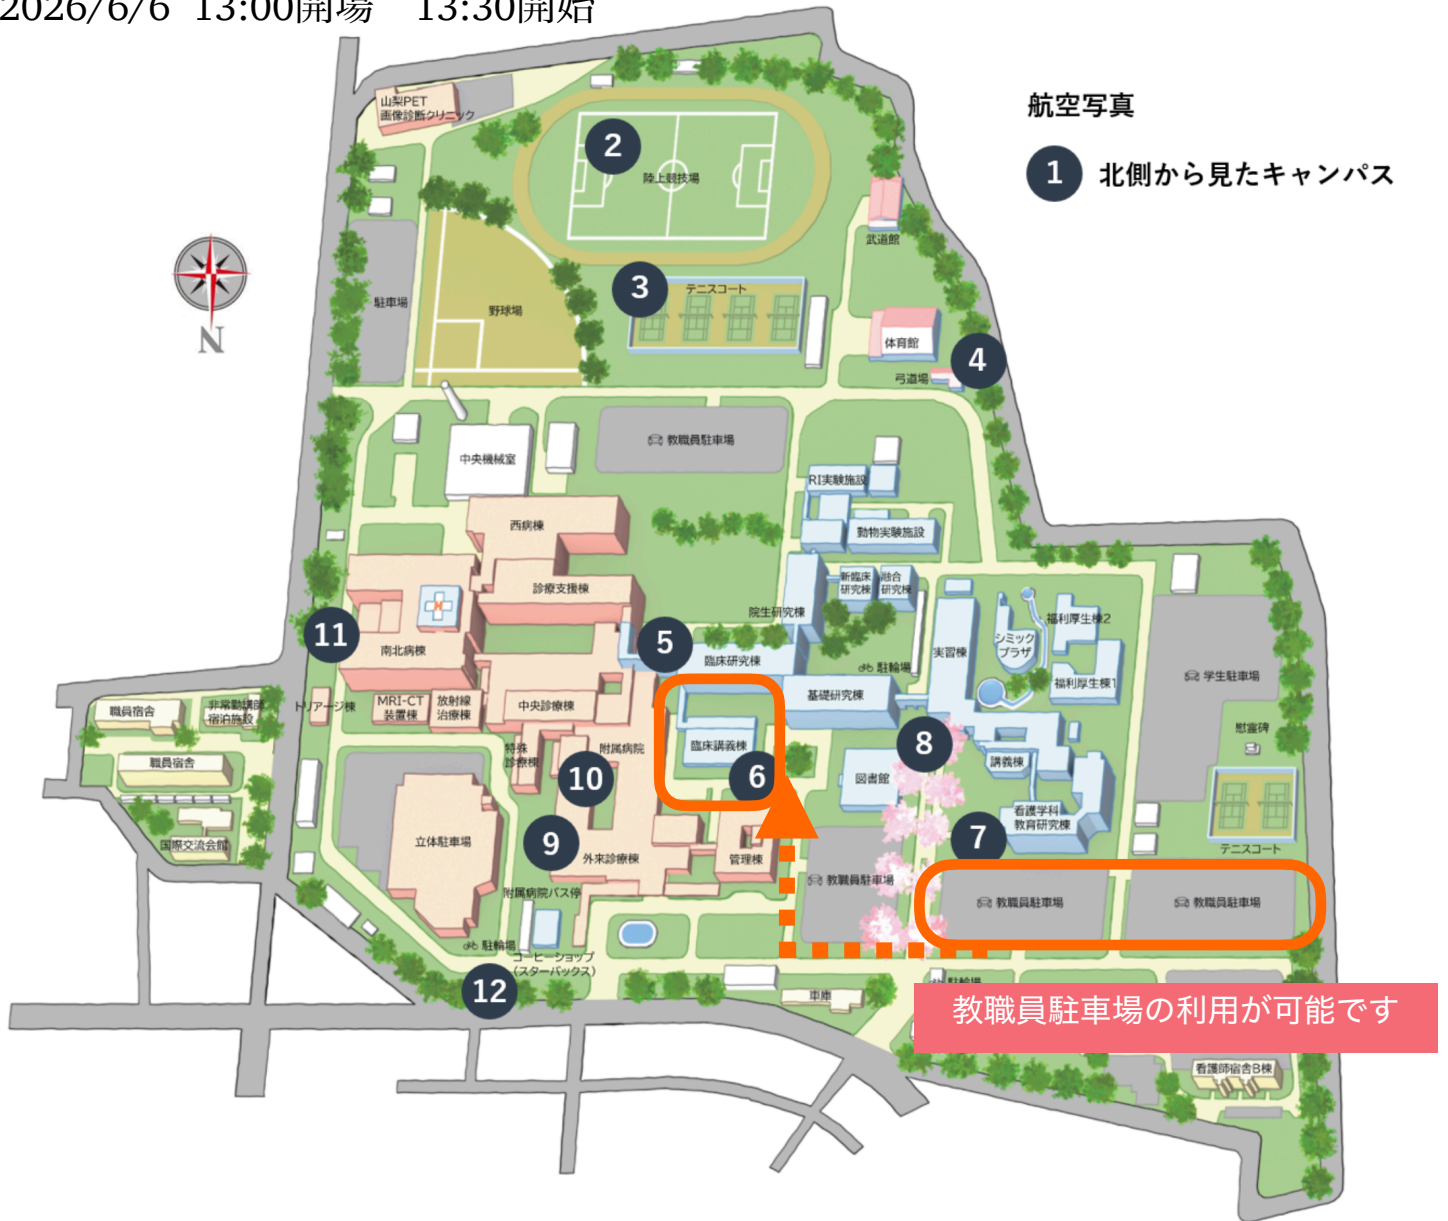 2026/6/6 13:00開場 13:30開始
航空写真
1 北側から見たキャンパス
山梨PET
画像診断クリニック
2
陸上競技場
武道館
3
テニスコート
駐車場
野球場
N
体育館
4
弓道場
教職員駐車場
中央機械室
RI実験施設
西病棟
動物実験施設
診療支援棟
新臨床
研究棟
融合
研究棟
院生研究棟
福利厚生棟2
H
11
5
シミック
プラザ
南北病棟
臨床研究棟
駐輪場
実習棟
学生駐車場
福利厚生棟1
基礎研究棟
職員宿舎
非常勤講師
宿泊施設
トリアージ棟
MRI-CT
装置棟
放射線
治療棟
中央診療棟
慰霊碑
8
特殊
診療棟
附属病院
臨床講義棟
職員宿舎
10
6
図書館
講義棟
看護学科
教育研究棟
国際交流会館
立体駐車場
9
外来診療棟
管理棟
7
テニスコート
教職員駐車場
附属病院バス停
教職員駐車場
教職員駐車場
駐輪場
コーヒーショップ
(スターバックス)
12
駐輪場
車庫
教職員駐車場の利用が可能です
看護師宿舎B棟